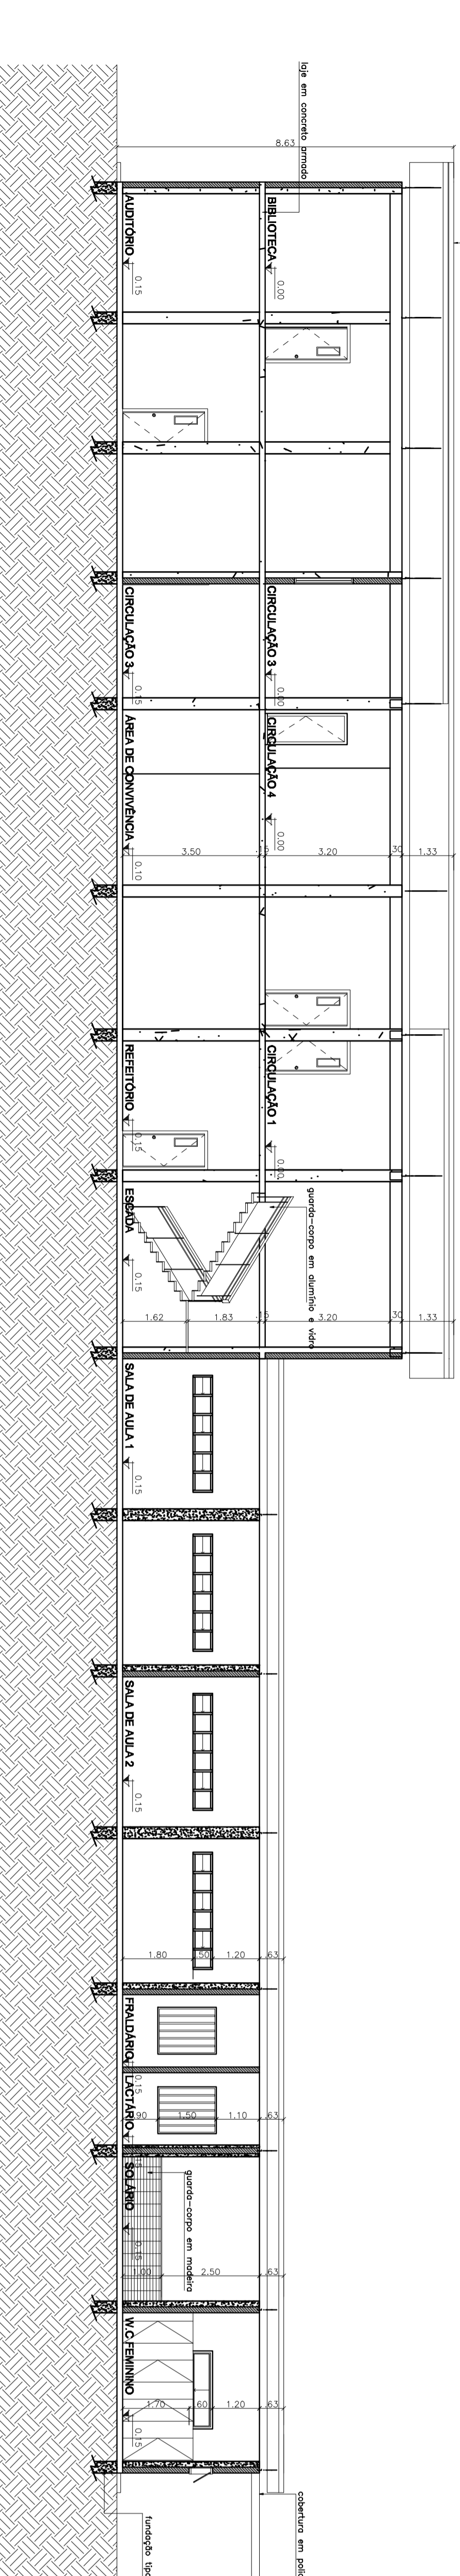 laje em concreto armado
8.63
BIBLIOTECA
0.00
AUDITÓRIO
0.15
CIRCULAÇÃO 3
0.00
CIRCULAÇÃO 3
0.15
CIRCULAÇÃO 4
0.00
ÁREA DE CONVIVÊNCIA
0.10
3.50
.15
3.20
.30
1.33
CIRCULAÇÃO 1
0.00
REFEITÓRIO
0.15
guarda-corpo em alumínio e vidro
ESCADA
0.15
1.62
1.83
.15
3.20
.30
1.33
SALA DE AULA 1
0.15
SALA DE AULA 2
0.15
1.80
.50
1.20
.63
FRALDÁRIO
0.15
LACTÁRIO
.90
1.50
1.10
.63
SOLÁRIO
0.15
guarda-corpo em madeira
1.00
2.50
.63
W.C FEMININO
0.15
1.70
.60
1.20
.63
cobertura em polic
fundação tipo